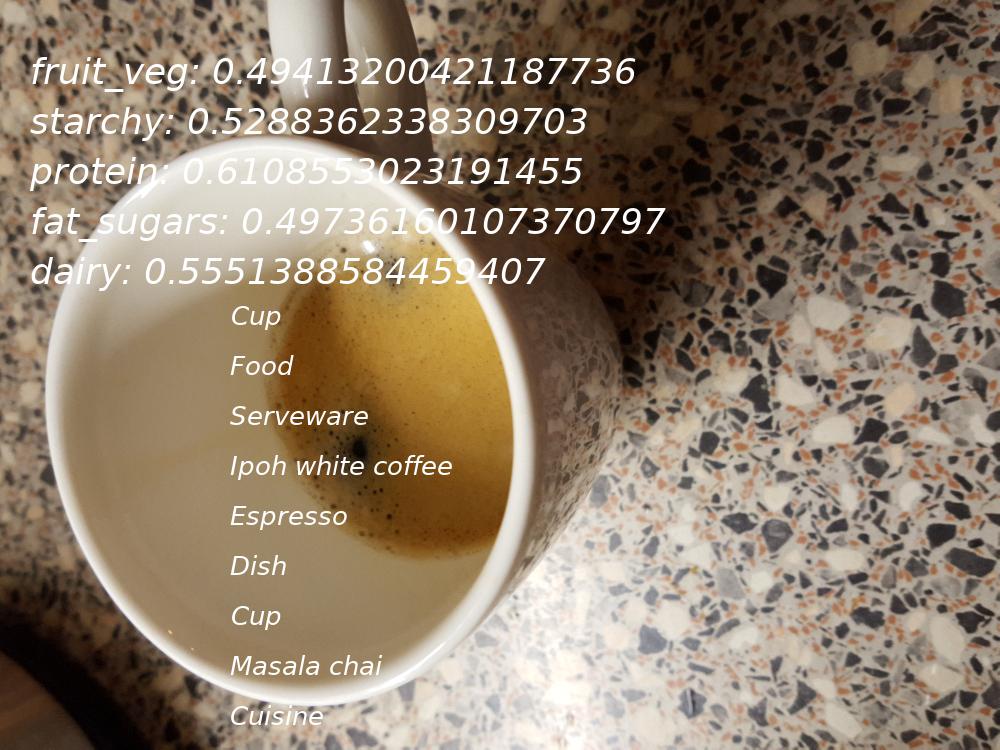 fruit_veg: 0.49413200421187736
starchy: 0.5288362338309703
protein: 0.6108553023191455
fat_sugars: 0.49736160107370797
dairy: 0.5551388584459407
Cup
Food
Serveware
Ipoh white coffee
Espresso
Dish
Cup
Masala chai
Cuisine